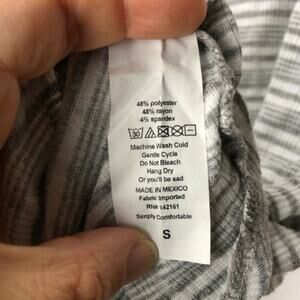 48% polyester
48% rayon
4% spandex
30
Machine Wash Cold
Gentle Cycle
Do Not Bleach
Hang Dry
Or you'll be sad
MADE IN MEXICO
Fabric Imported
RN# 142161
Simply Comfortable
S